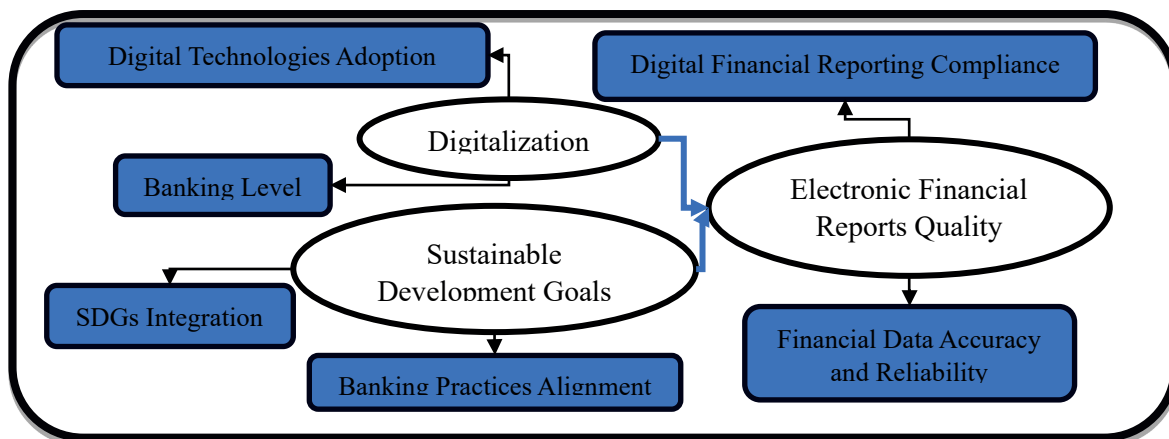 Digital Technologies Adoption
Digital Financial Reporting Compliance
Digitalization
Banking Level
Electronic Financial
Reports Quality
Sustainable
Development Goals
SDGs Integration
Banking Practices Alignment
Financial Data Accuracy
and Reliability